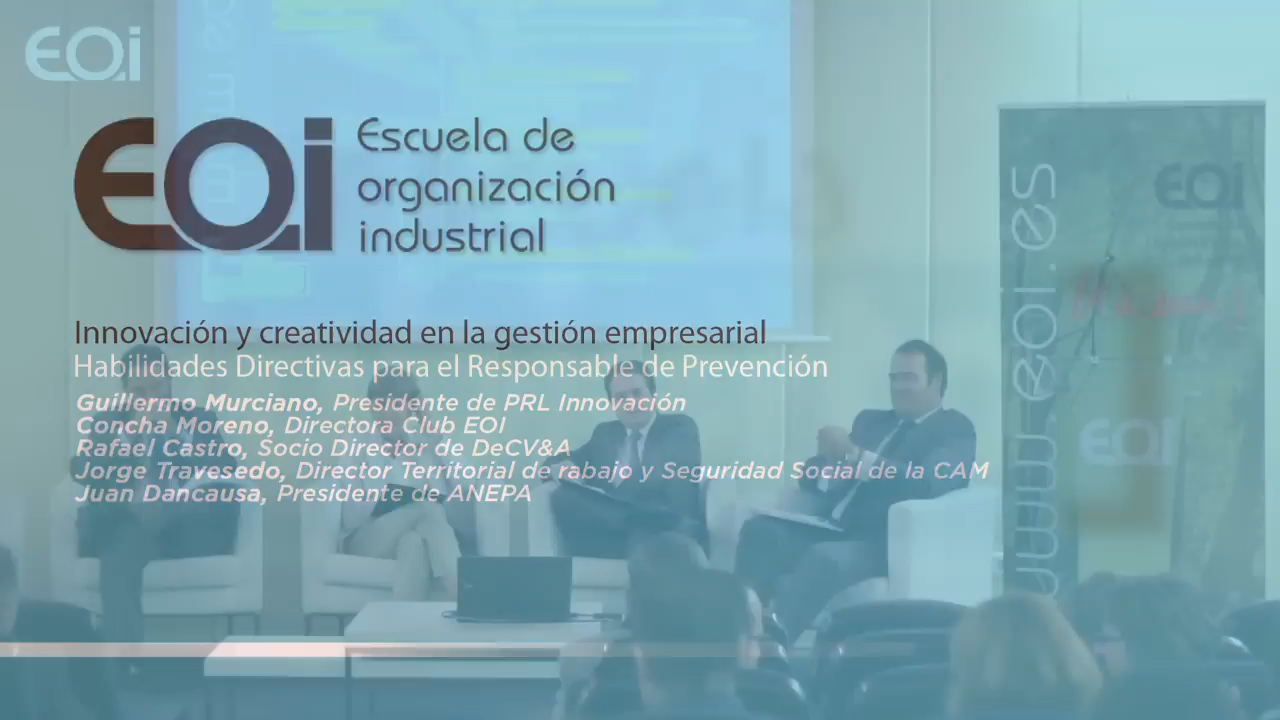 EOi
EOi
Escuela de
organización
industrial
Innovación y creatividad en la gestión empresarial
Habilidades Directivas para el Responsable de Prevención
Guillermo Murciano, Presidente de PRL Innovación
Concha Moreno, Directora Club EOI
Rafael Castro, Socio Director de DeCV&A
Jorge Travesedo, Director Territorial de rabajo y Seguridad Social de la CAM
Juan Dancausa, Presidente de ANEPA
www.eoi.es
EOi
EOi